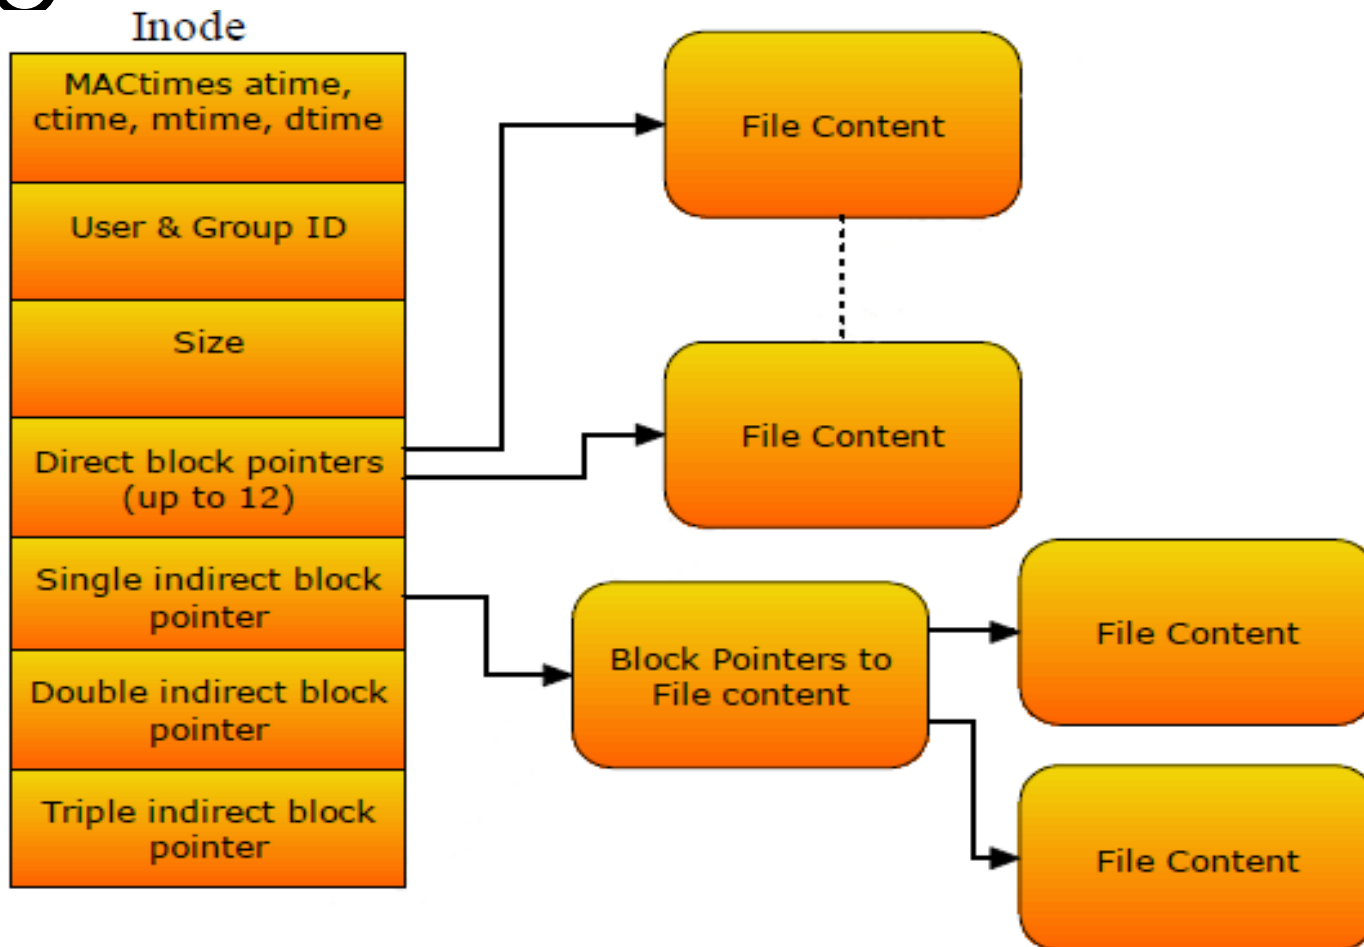 Inode
MACtimes atime,
ctime, mtime, dtime
User & Group ID
Size
Direct block pointers
(up to 12)
Single indirect block
pointer
Double indirect block
pointer
Triple indirect block
pointer
File Content
File Content
Block Pointers to
File content
File Content
File Content